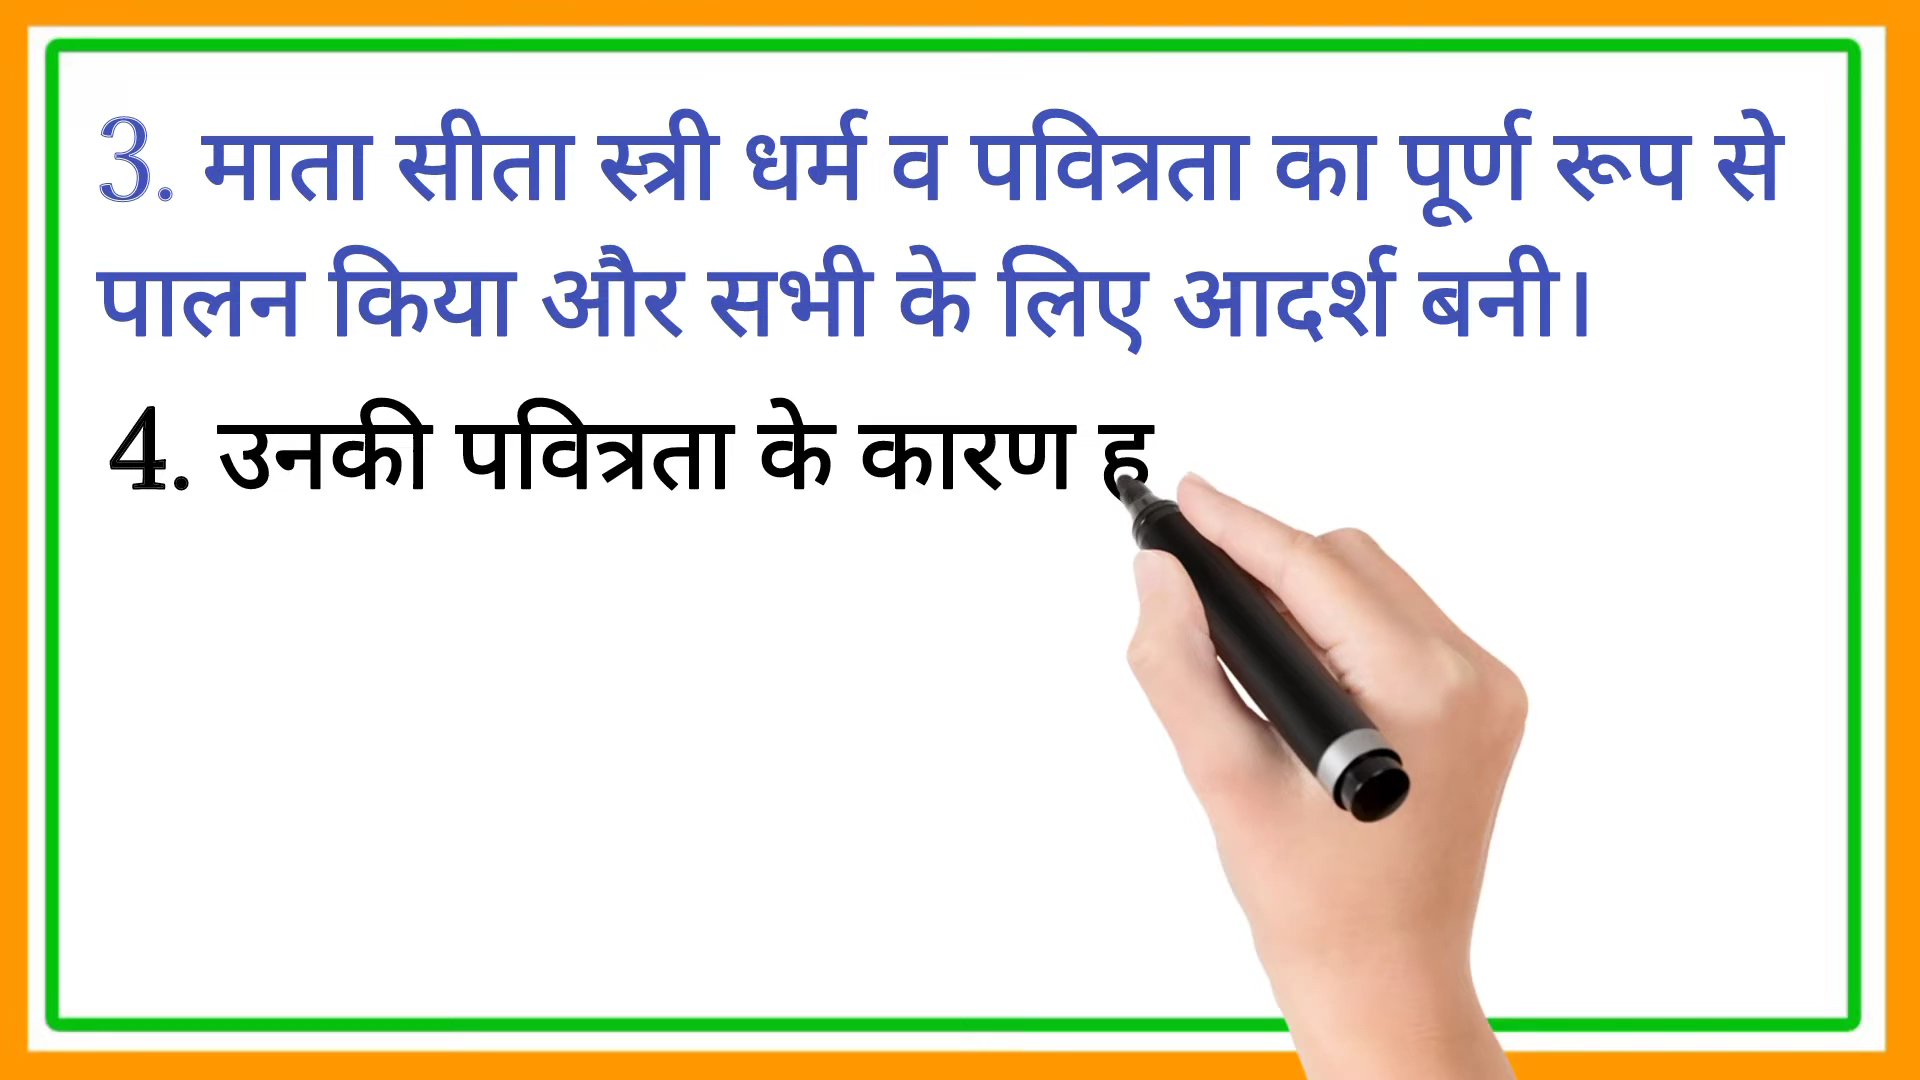 3. माता सीता स्त्री धर्म व पवित्रता का पूर्ण रूप से
पालन किया और सभी के लिए आदर्श बनी।
4. उनकी पवित्रता के कारण ह